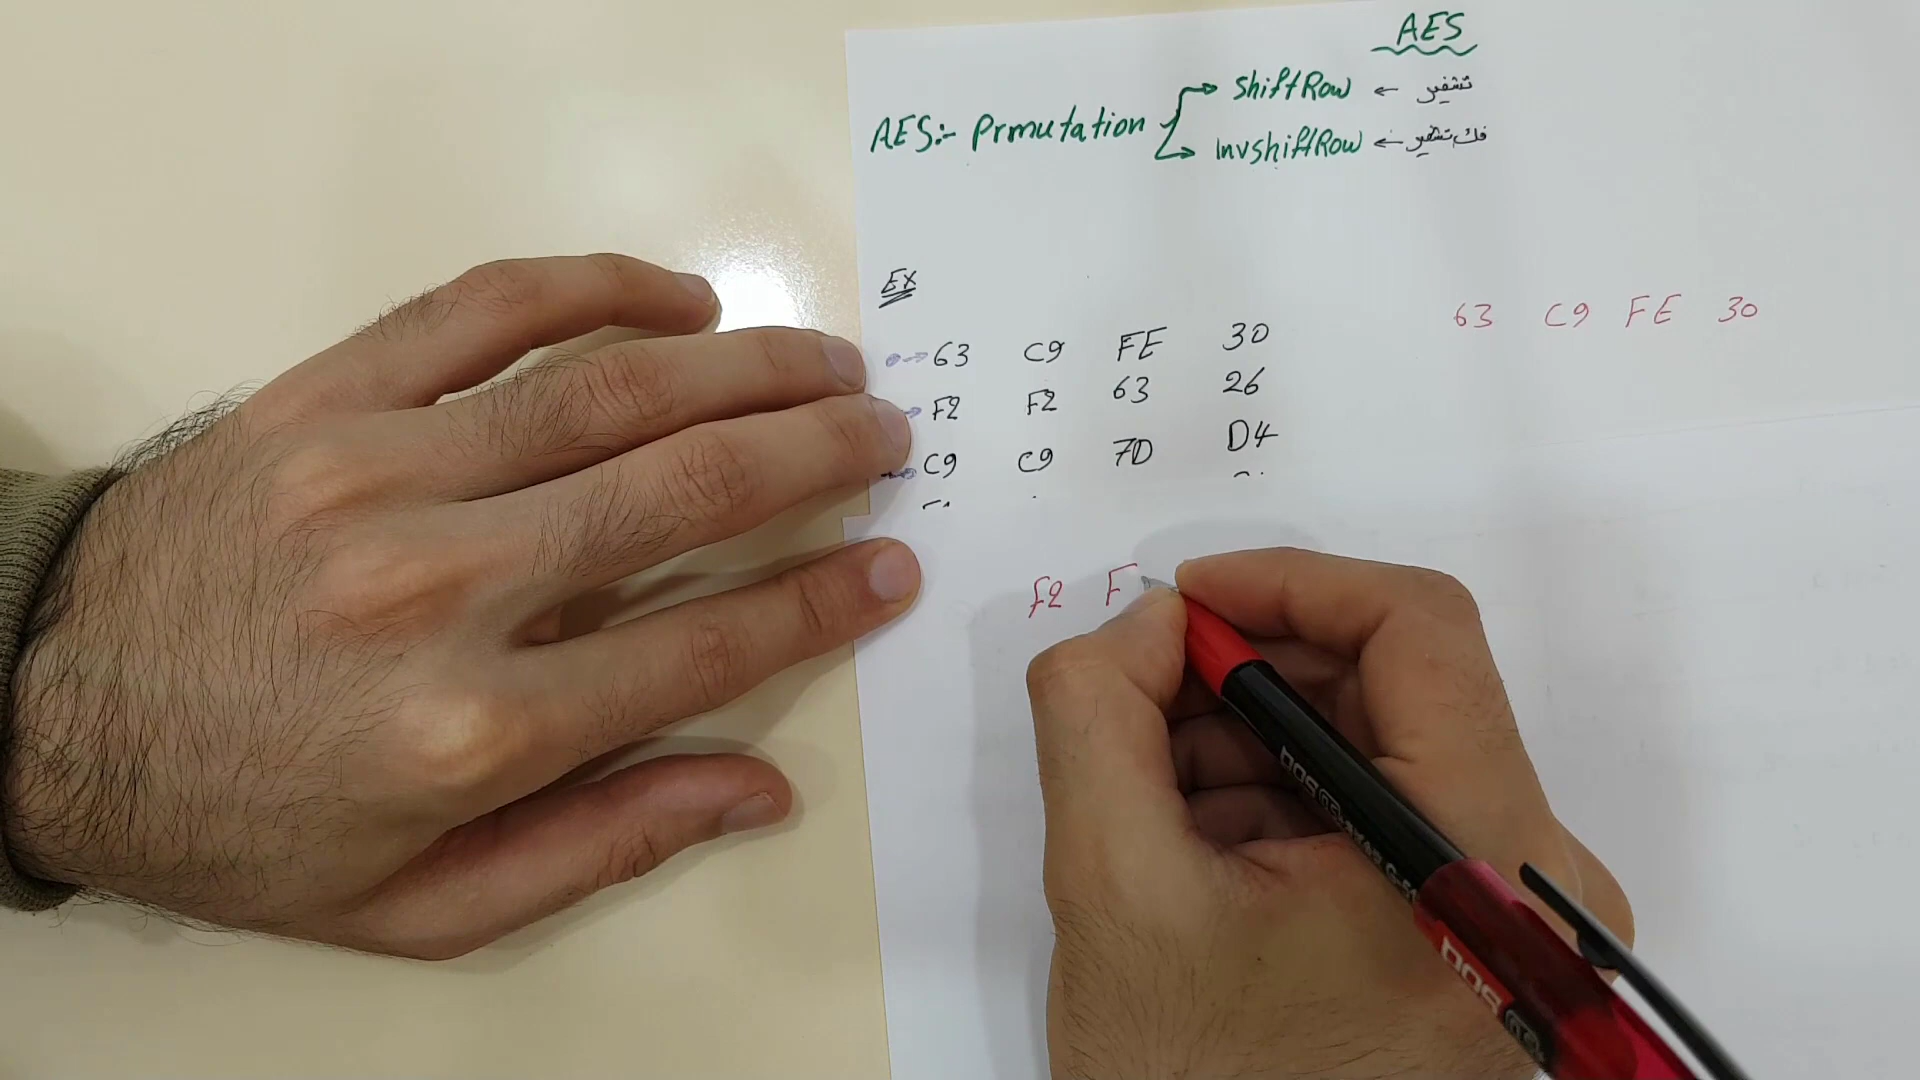 AES
AES:- Prmutation
ShiftRow ← تشفير
InvshiftRow ← فك تشفير
EX
63 C9 FE 30
F2 F2 63 26
C9 C9 7D D4
63 C9 FE 30
F2 F